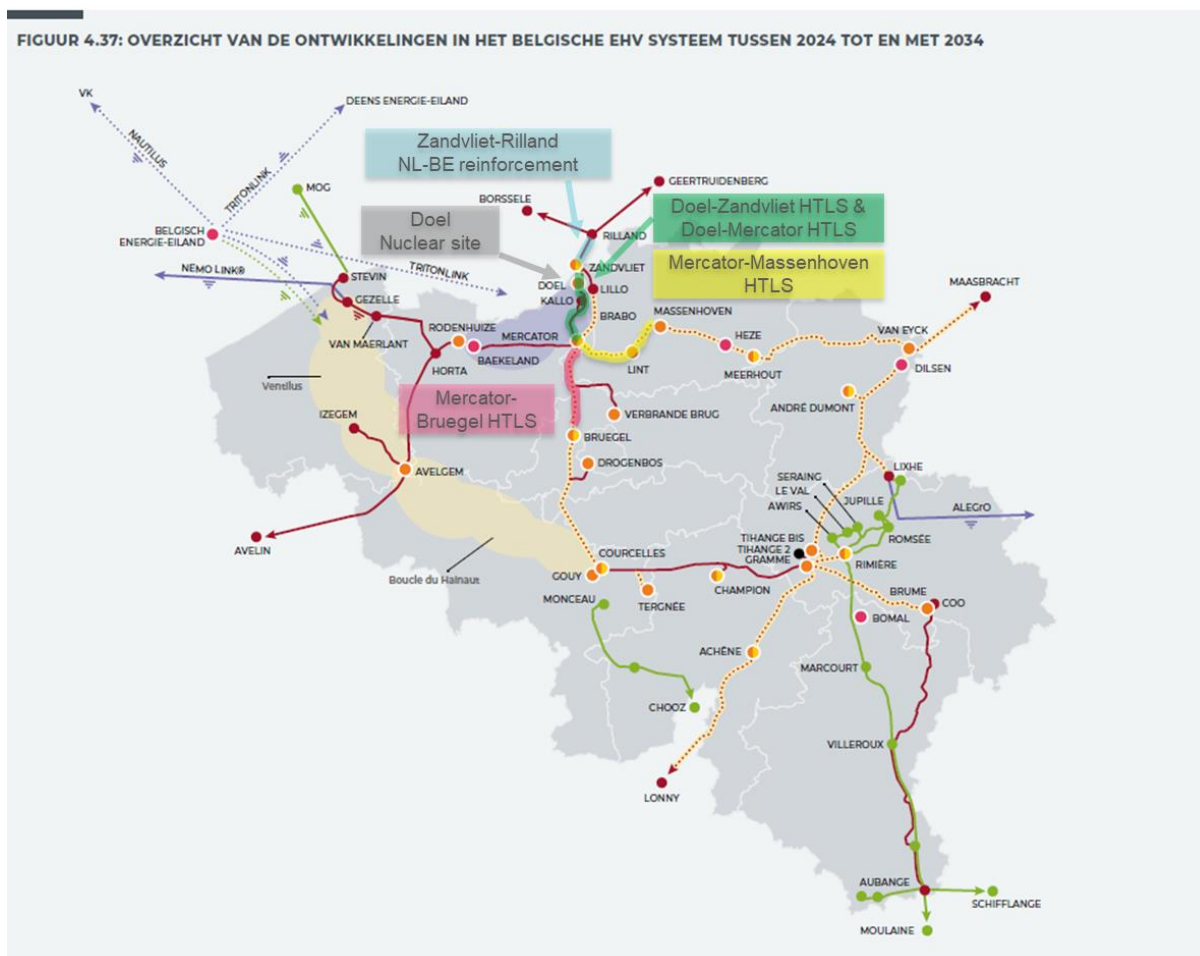 FIGUUR 4.37: OVERZICHT VAN DE ONTWIKKELINGEN IN HET BELGISCHE EHV SYSTEEM TUSSEN 2024 TOT EN MET 2034
VK
DEENS ENERGIE-EILAND
NAUTILUS
TRITONLINK
MOG
BELGISCH
ENERGIE-EILAND
NEMO LINK®
TRITONLINK
Zandvliet-Rilland
NL-BE reinforcement
BORSSELE
GEERTRUIDENBERG
Doel
Nuclear site
RILLAND
Doel-Zandvliet HTLS &
Doel-Mercator HTLS
ZANDVLIET
DOEL
LILLO
KALLO
BRABO
Mercator-Massenhoven
HTLS
MAASBRACHT
STEVIN
GEZELLE
VAN MAERLANT
RODENHUIZE
MERCATOR
MASSENHOVEN
HEZE
VAN EYCK
BAEKELAND
HORTA
LINT
MEERHOUT
DILSEN
Ventilus
Mercator-
Bruegel HTLS
VERBRANDE BRUG
ANDRÉ DUMONT
IZEGEM
BRUEGEL
AVELGEM
DROGENBOS
LIXHE
SERAING
LE VAL
JUPILLE
AWIRS
ALEGrO
AVELIN
ROMSÉE
TIHANGE BIS
TIHANGE 2
GRAMME
RIMIÈRE
COURCELLES
GOUY
Boucle du Hainaut
CHAMPION
MONCEAU
TERGNÉE
BRUME
COO
BOMAL
ACHÊNE
MARCOURT
CHOOZ
VILLEROUX
LONNY
AUBANGE
SCHIFFLANGE
MOULAINE